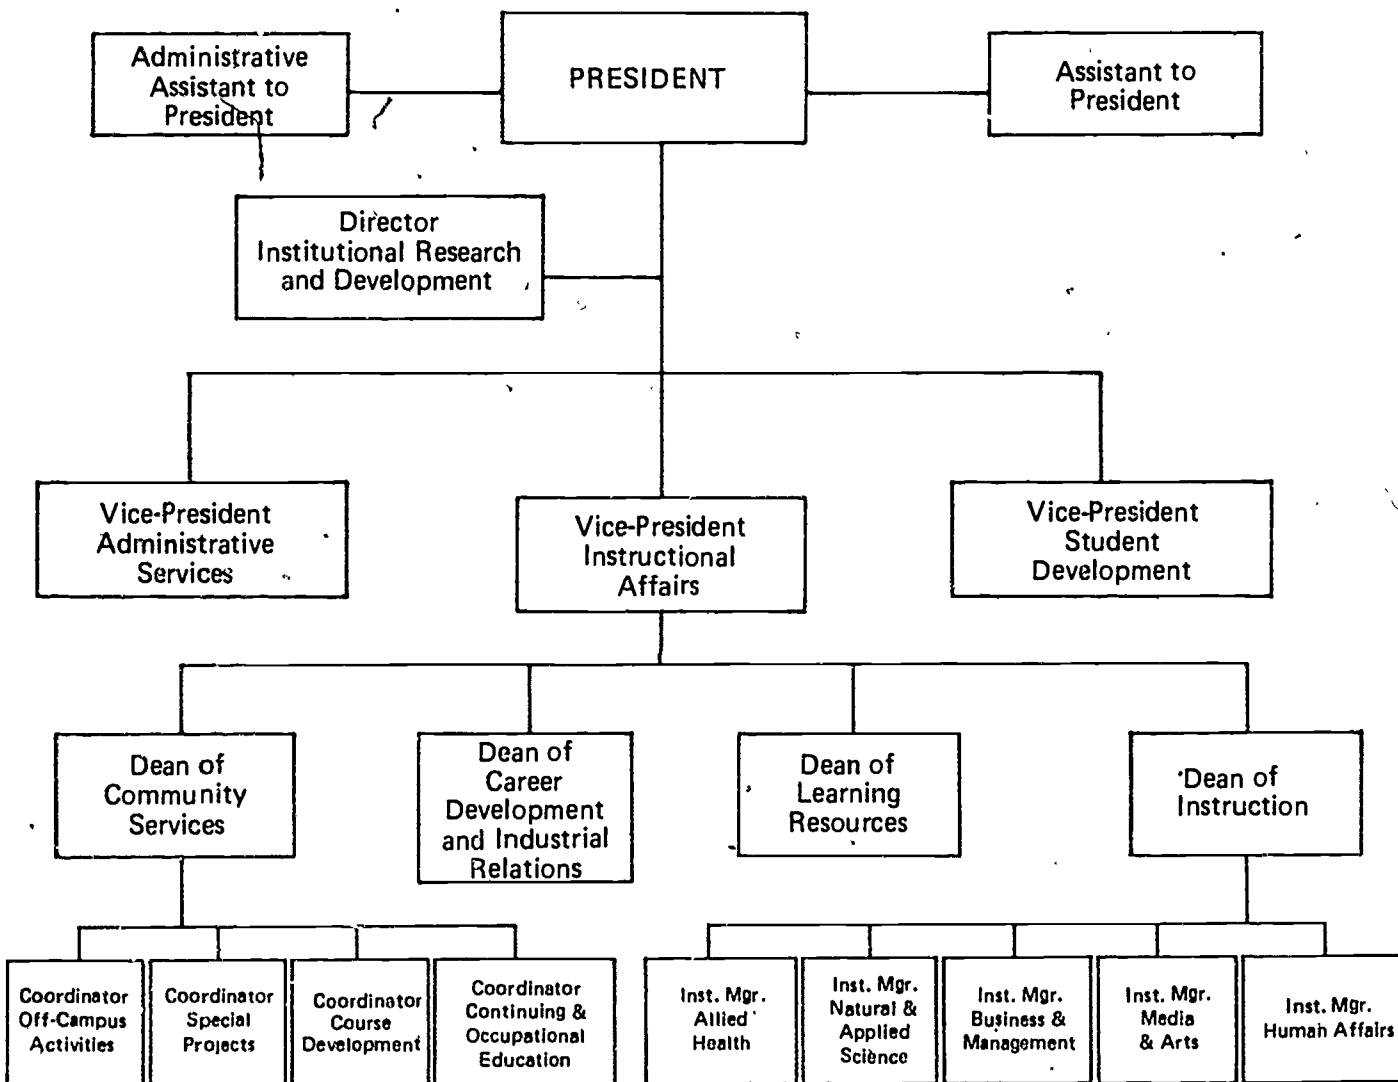 Administrative
Assistant to
President
PRESIDENT
Assistant to
President
Director
Institutional Research
and Development
Vice-President
Administrative
Services
Vice-President
Instructional
Affairs
Vice-President
Student
Development
Dean of
Community
Services
Dean of
Career
Development
and Industrial
Relations
Dean of
Learning
Resources
Dean of
Instruction
Coordinator
Off-Campus
Activities
Coordinator
Special
Projects
Coordinator
Course
Development
Coordinator
Continuing &
Occupational
Education
Inst. Mgr.
Allied
Health
Inst. Mgr.
Natural &
Applied
Science
Inst. Mgr.
Business &
Management
Inst. Mgr.
Media
& Arts
Inst. Mgr.
Human Affairs